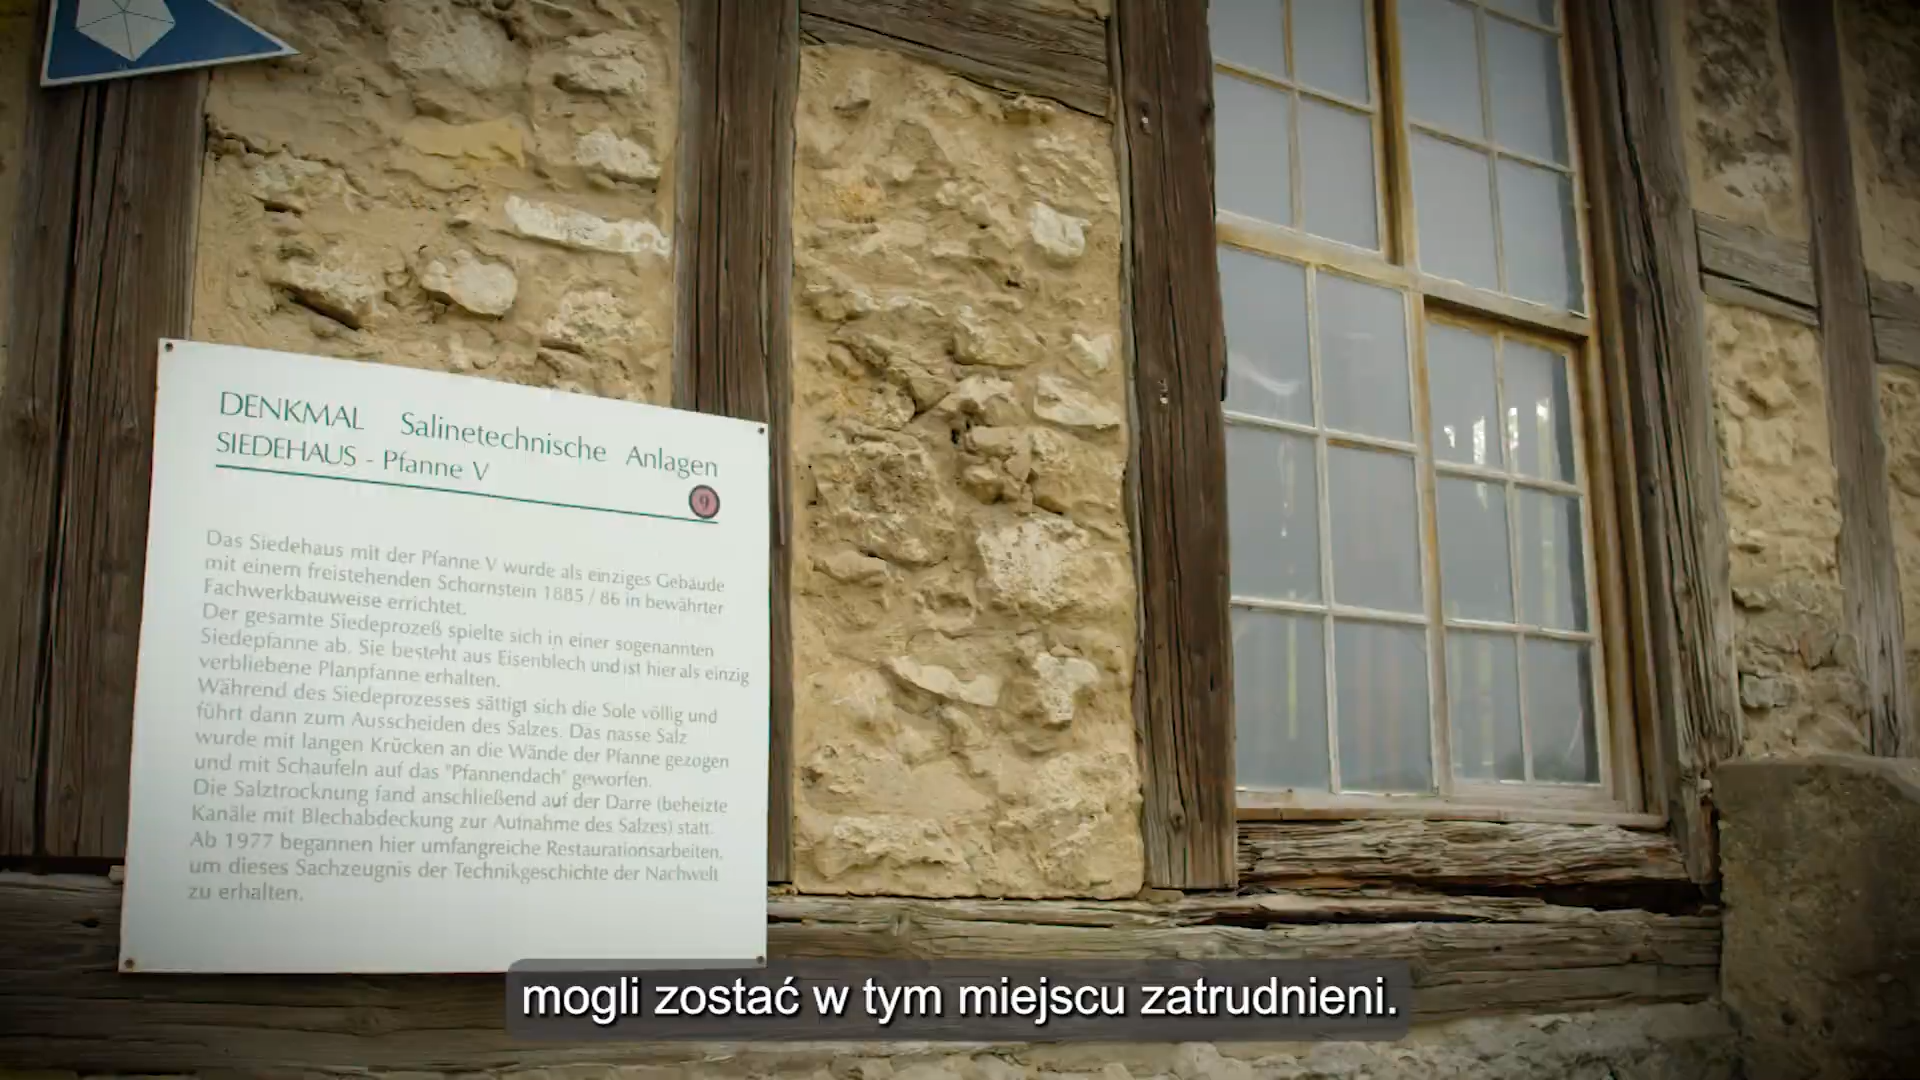 DENKMAL Salinetechnische Anlagen
SIEDEHAUS - Pfanne V
9
Das Siedehaus mit der Pfanne V wurde als einziges Gebäude
mit einem freistehenden Schornstein 1885 / 86 in bewährter
Fachwerkbauweise errichtet.
Der gesamte Siedeprozeß spielte sich in einer sogenannten
Siedepfanne ab. Sie besteht aus Eisenblech und ist hier als einzig
verbliebene Planpfanne erhalten.
Während des Siedeprozesses sättigt sich die Sole völlig und
führt dann zum Ausscheiden des Salzes. Das nasse Salz
wurde mit langen Krücken an die Wände der Pfanne gezogen
und mit Schaufeln auf das "Pfannendach" geworfen.
Die Salztrocknung fand anschließend auf der Darre (beheizte
Kanäle mit Blechabdeckung zur Aufnahme des Salzes) statt.
Ab 1977 begannen hier umfangreiche Restaurationsarbeiten,
um dieses Sachzeugnis der Technikgeschichte der Nachwelt
zu erhalten.
mogli zostać w tym miejscu zatrudnieni.